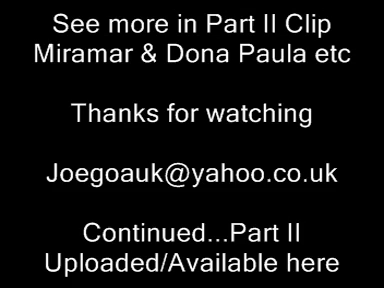 See more in Part II Clip
Miramar & Dona Paula etc
Thanks for watching
Joegoauk@yahoo.co.uk
Continued...Part II
Uploaded/Available here